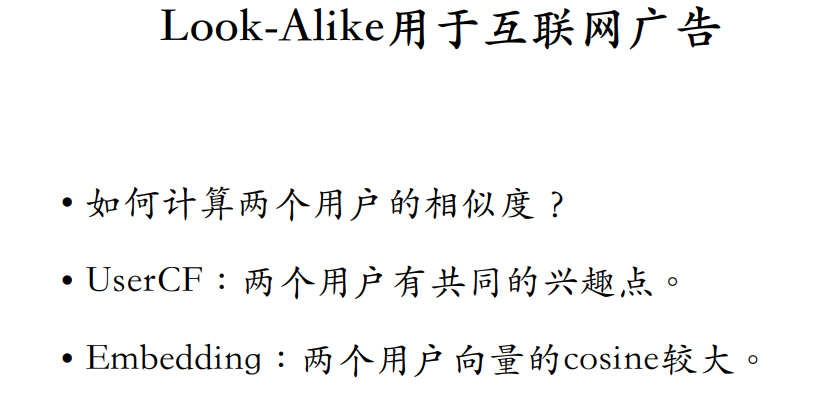 Look-Alike用于互联网广告
• 如何计算两个用户的相似度？
• UserCF：两个用户有共同的兴趣点。
• Embedding：两个用户向量的cosine较大。